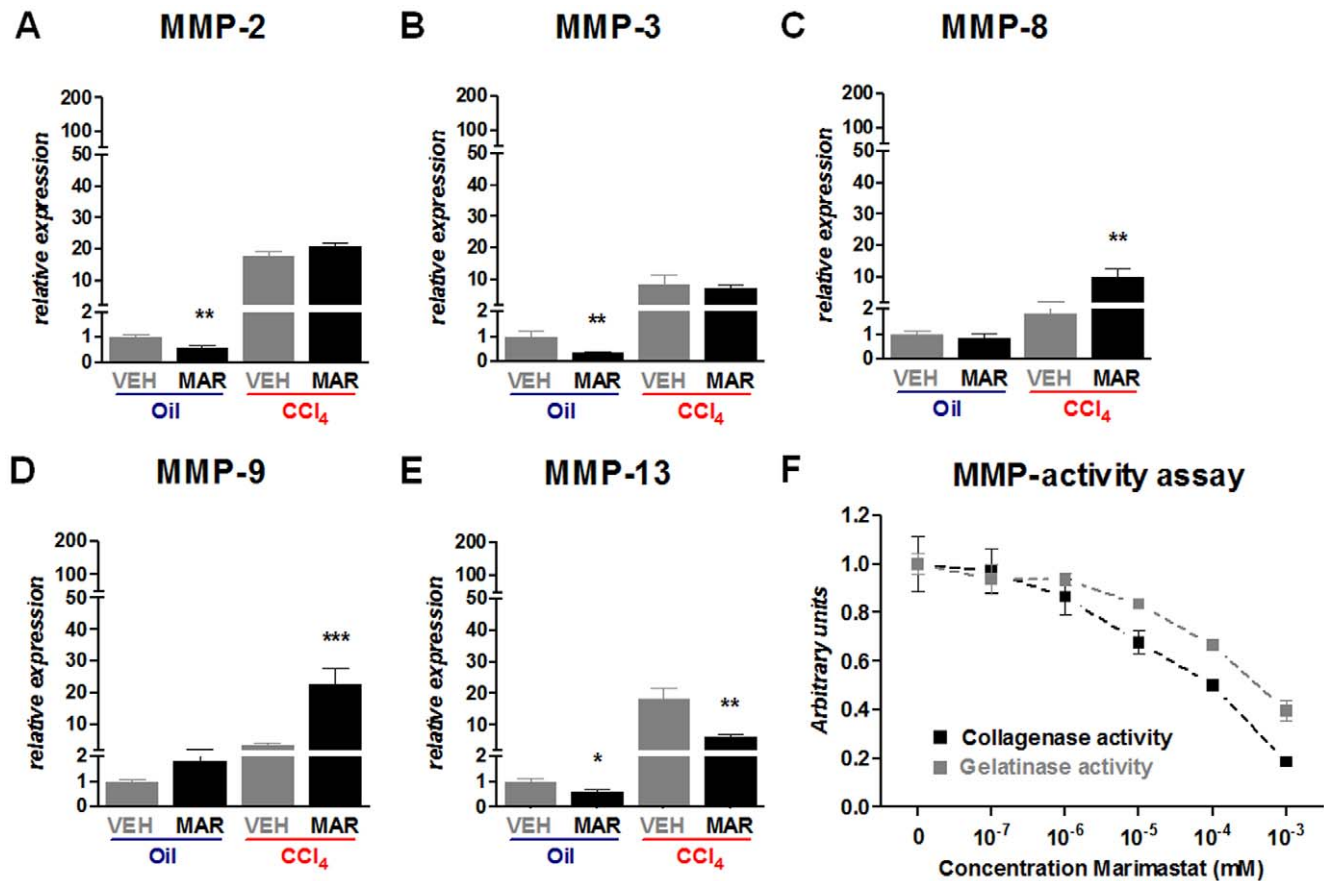 A MMP-2
relative expression
200
100
50
40
30
20
10
2
1
0
**
VEH MAR VEH MAR
Oil CCl4
B MMP-3
relative expression
200
100
50
40
30
20
10
2
1
0
**
VEH MAR VEH MAR
Oil CCl4
C MMP-8
relative expression
200
100
50
40
30
20
10
2
1
0
**
VEH MAR VEH MAR
Oil CCl4
D MMP-9
relative expression
200
100
50
40
30
20
10
2
1
0
***
VEH MAR VEH MAR
Oil CCl4
E MMP-13
relative expression
200
100
50
40
30
20
10
2
1
0
*
**
VEH MAR VEH MAR
Oil CCl4
F MMP-activity assay
Arbitrary units
1.2
1.0
0.8
0.6
0.4
0.2
0.0
Collagenase activity
Gelatinase activity
0 10-7 10-6 10-5 10-4 10-3
Concentration Marimastat (mM)